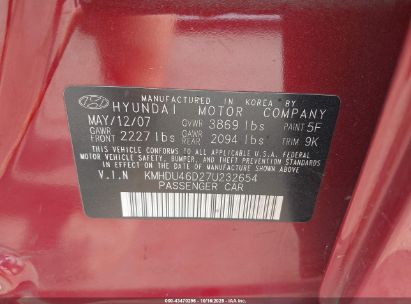 MANUFACTURED IN KOREA BY
HYUNDAI MOTOR COMPANY
MAY/12/07 GVWR 3869 lbs PAINT 5F
GAWR FRONT 2227 lbs GAWR REAR 2094 lbs TRIM 9K
THIS VEHICLE CONFORMS TO ALL APPLICABLE U.S.A. FEDERAL
MOTOR VEHICLE SAFETY, BUMPER, AND THEFT PREVENTION STANDARDS
IN EFFECT ON THE DATE OF MANUFACTURE SHOWN ABOVE.
V.I.N KMHDU46D27U232654
PASSENGER CAR